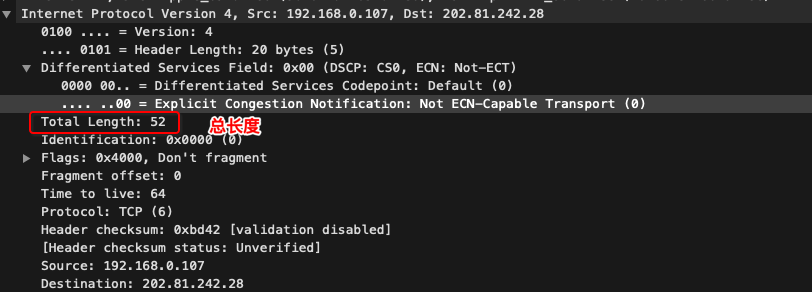 Internet Protocol Version 4, Src: 192.168.0.107, Dst: 202.81.242.28
0100 .... = Version: 4
.... 0101 = Header Length: 20 bytes (5)
Differentiated Services Field: 0x00 (DSCP: CS0, ECN: Not-ECT)
0000 00.. = Differentiated Services Codepoint: Default (0)
.... ..00 = Explicit Congestion Notification: Not ECN-Capable Transport (0)
Total Length: 52 总长度
Identification: 0x0000 (0)
Flags: 0x4000, Don't fragment
Fragment offset: 0
Time to live: 64
Protocol: TCP (6)
Header checksum: 0xbd42 [validation disabled]
[Header checksum status: Unverified]
Source: 192.168.0.107
Destination: 202.81.242.28